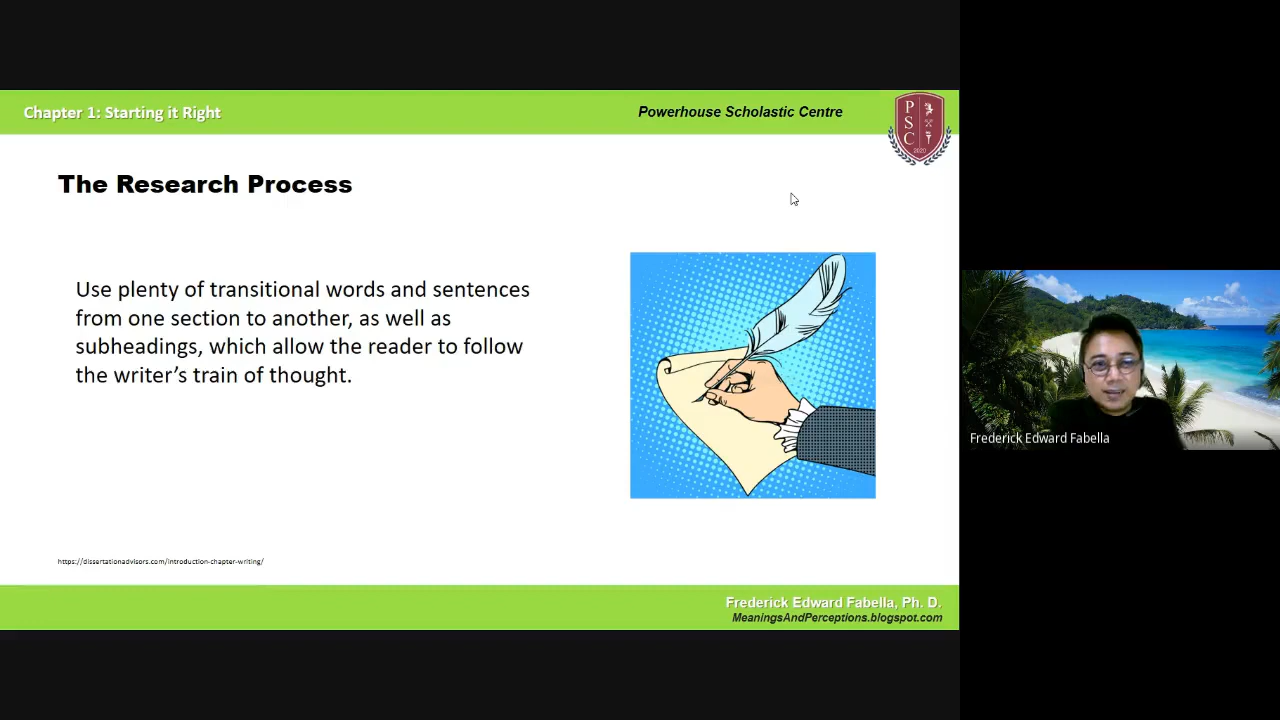 Chapter 1: Starting it Right
Powerhouse Scholastic Centre
P
S
C
2020
The Research Process
Use plenty of transitional words and sentences
from one section to another, as well as
subheadings, which allow the reader to follow
the writer’s train of thought.
https://dissertationadvisors.com/introduction-chapter-writing/
Frederick Edward Fabella, Ph. D.
MeaningsAndPerceptions.blogspot.com
Frederick Edward Fabella